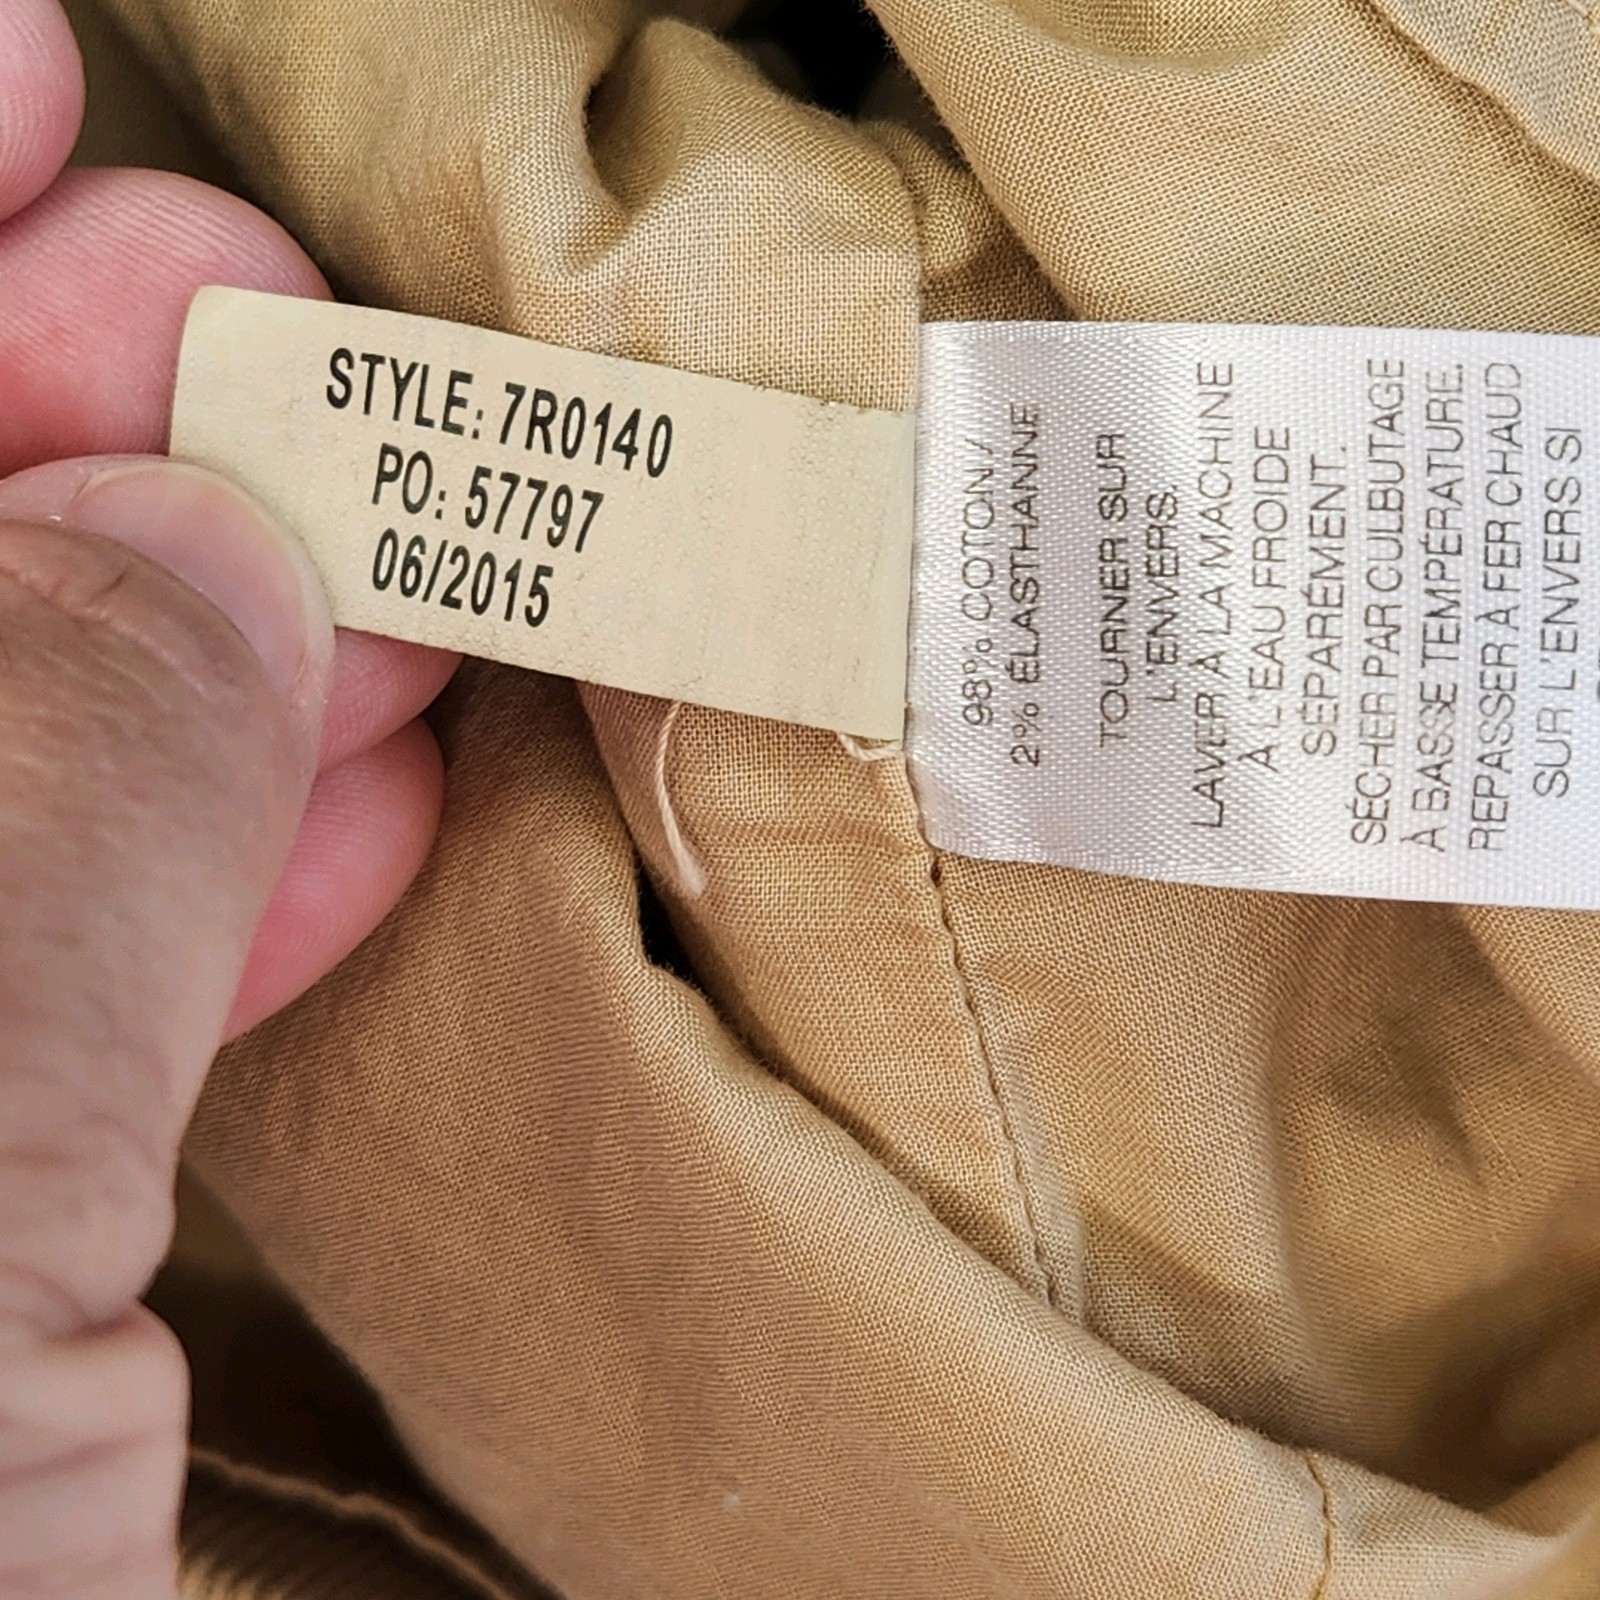 STYLE: 7R0140
PO: 57797
06/2015
98% COTON /
2% ÉLASTHANNE
TOURNER SUR
L'ENVERS.
LAVER À LA MACHINE
À L'EAU FROIDE
SÉPARÉMENT.
SÉCHER PAR CULBUTAGE
À BASSE TEMPÉRATURE.
REPASSER À FER CHAUD
SUR L'ENVERS SI